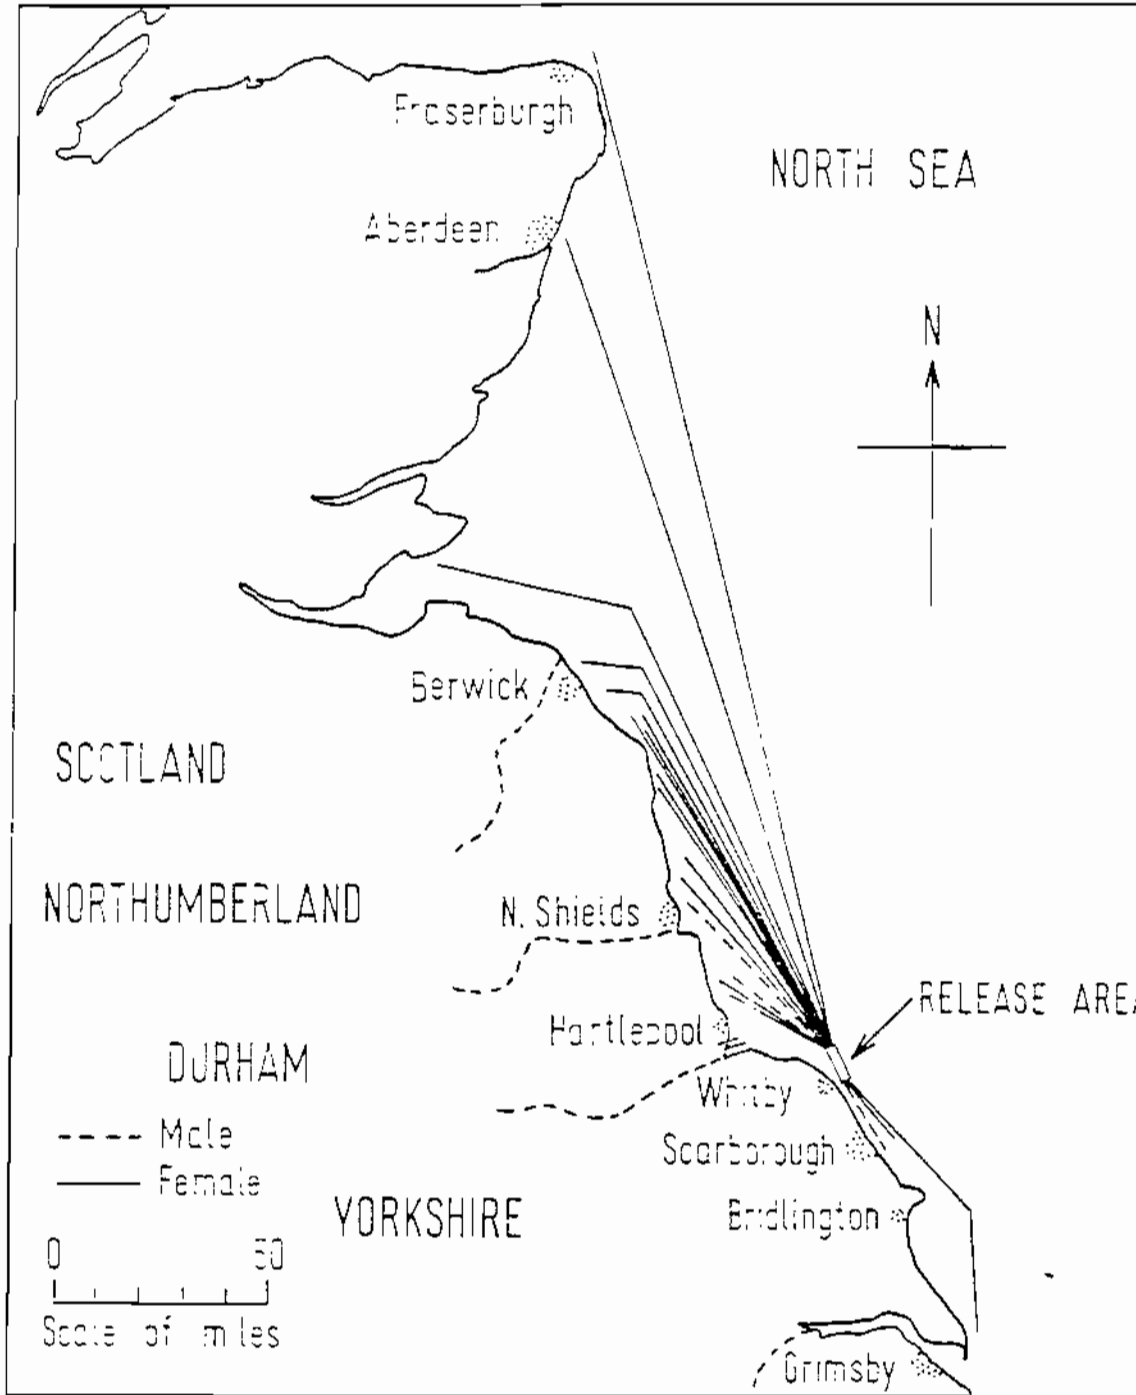 Fraserburgh
NORTH SEA
Aberdeen
N
Berwick
SCOTLAND
NORTHUMBERLAND
N. Shields
RELEASE AREA
Hartlepool
DURHAM
Whitby
Male
Scarborough
Female
YORKSHIRE
Bridlington
0 50
Scale of miles
Grimsby